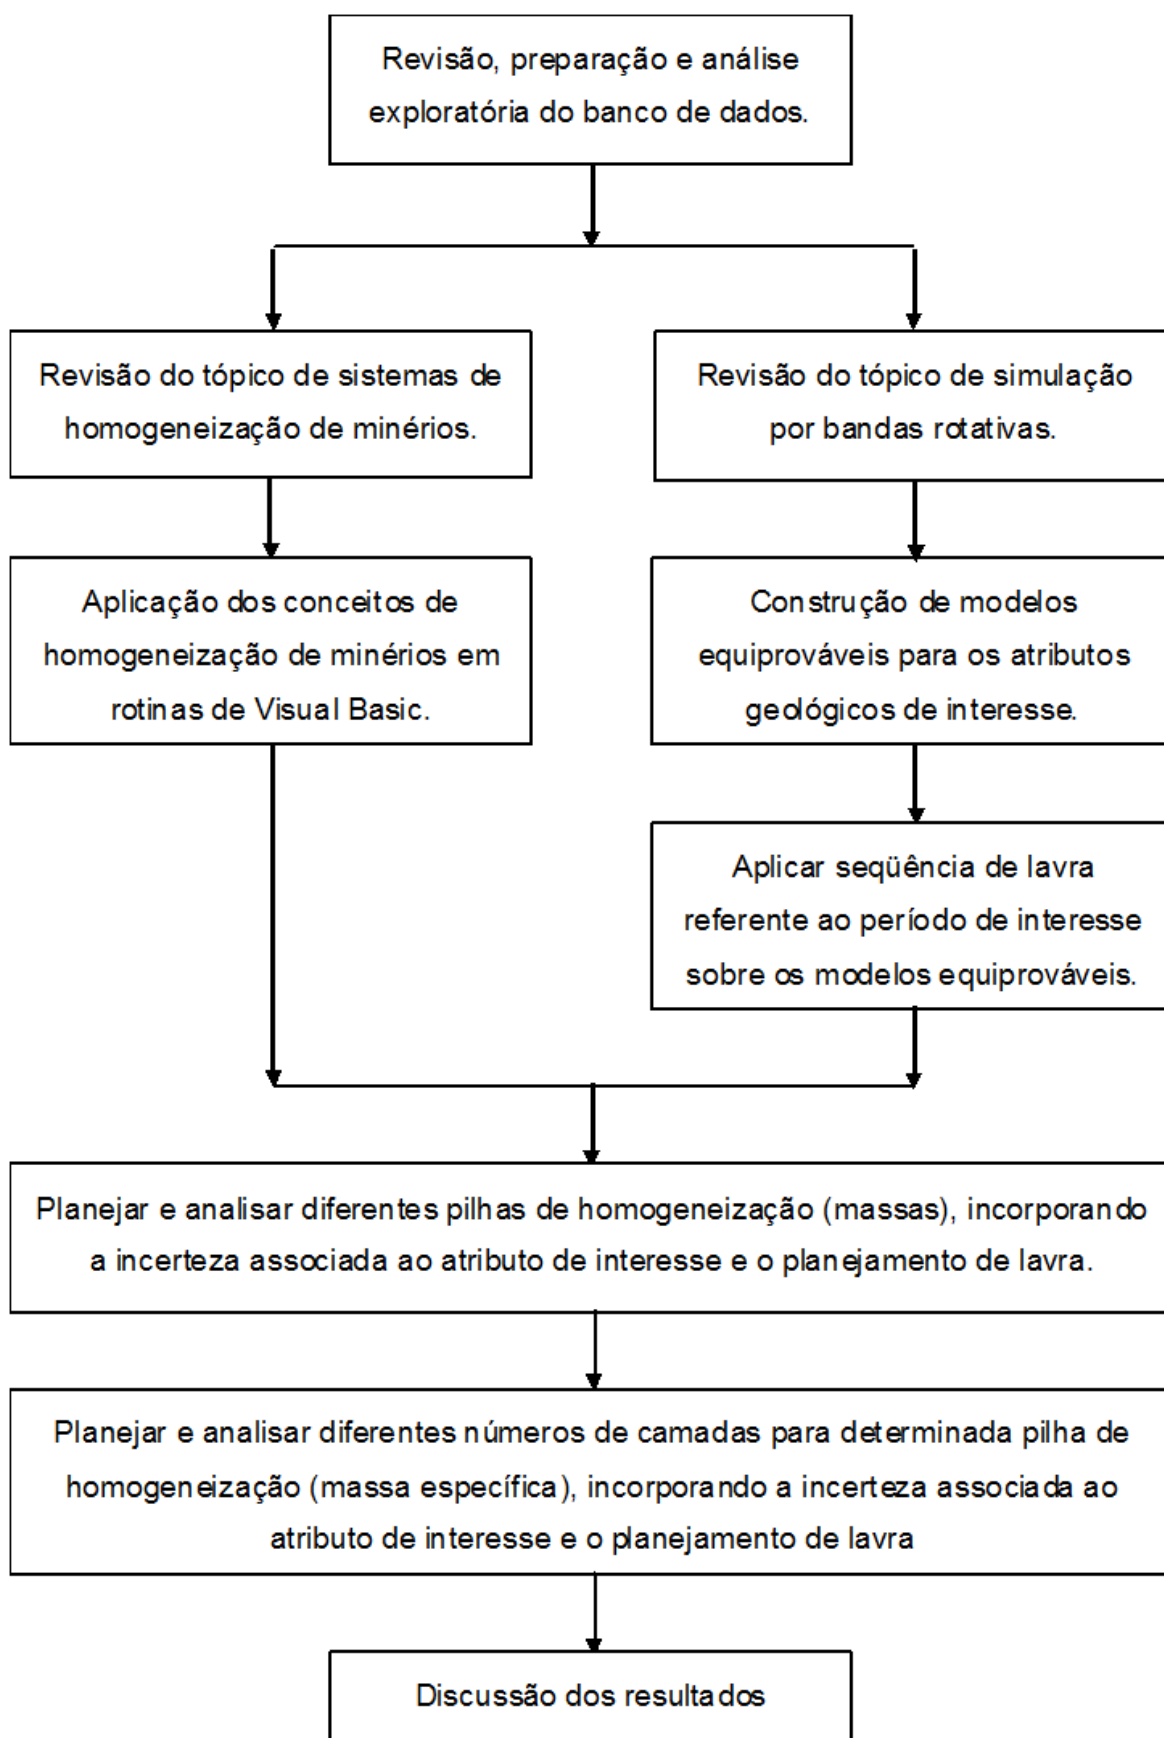 Revisão, preparação e análise
exploratória do banco de dados.
Revisão do tópico de sistemas de
homogeneização de minérios.
Revisão do tópico de simulação
por bandas rotativas.
Aplicação dos conceitos de
homogeneização de minérios em
rotinas de Visual Basic.
Construção de modelos
equiprováveis para os atributos
geológicos de interesse.
Aplicar seqüência de lavra
referente ao período de interesse
sobre os modelos equiprováveis.
Planejar e analisar diferentes pilhas de homogeneização (massas), incorporando
a incerteza associada ao atributo de interesse e o planejamento de lavra.
Planejar e analisar diferentes números de camadas para determinada pilha de
homogeneização (massa específica), incorporando a incerteza associada ao
atributo de interesse e o planejamento de lavra
Discussão dos resultados